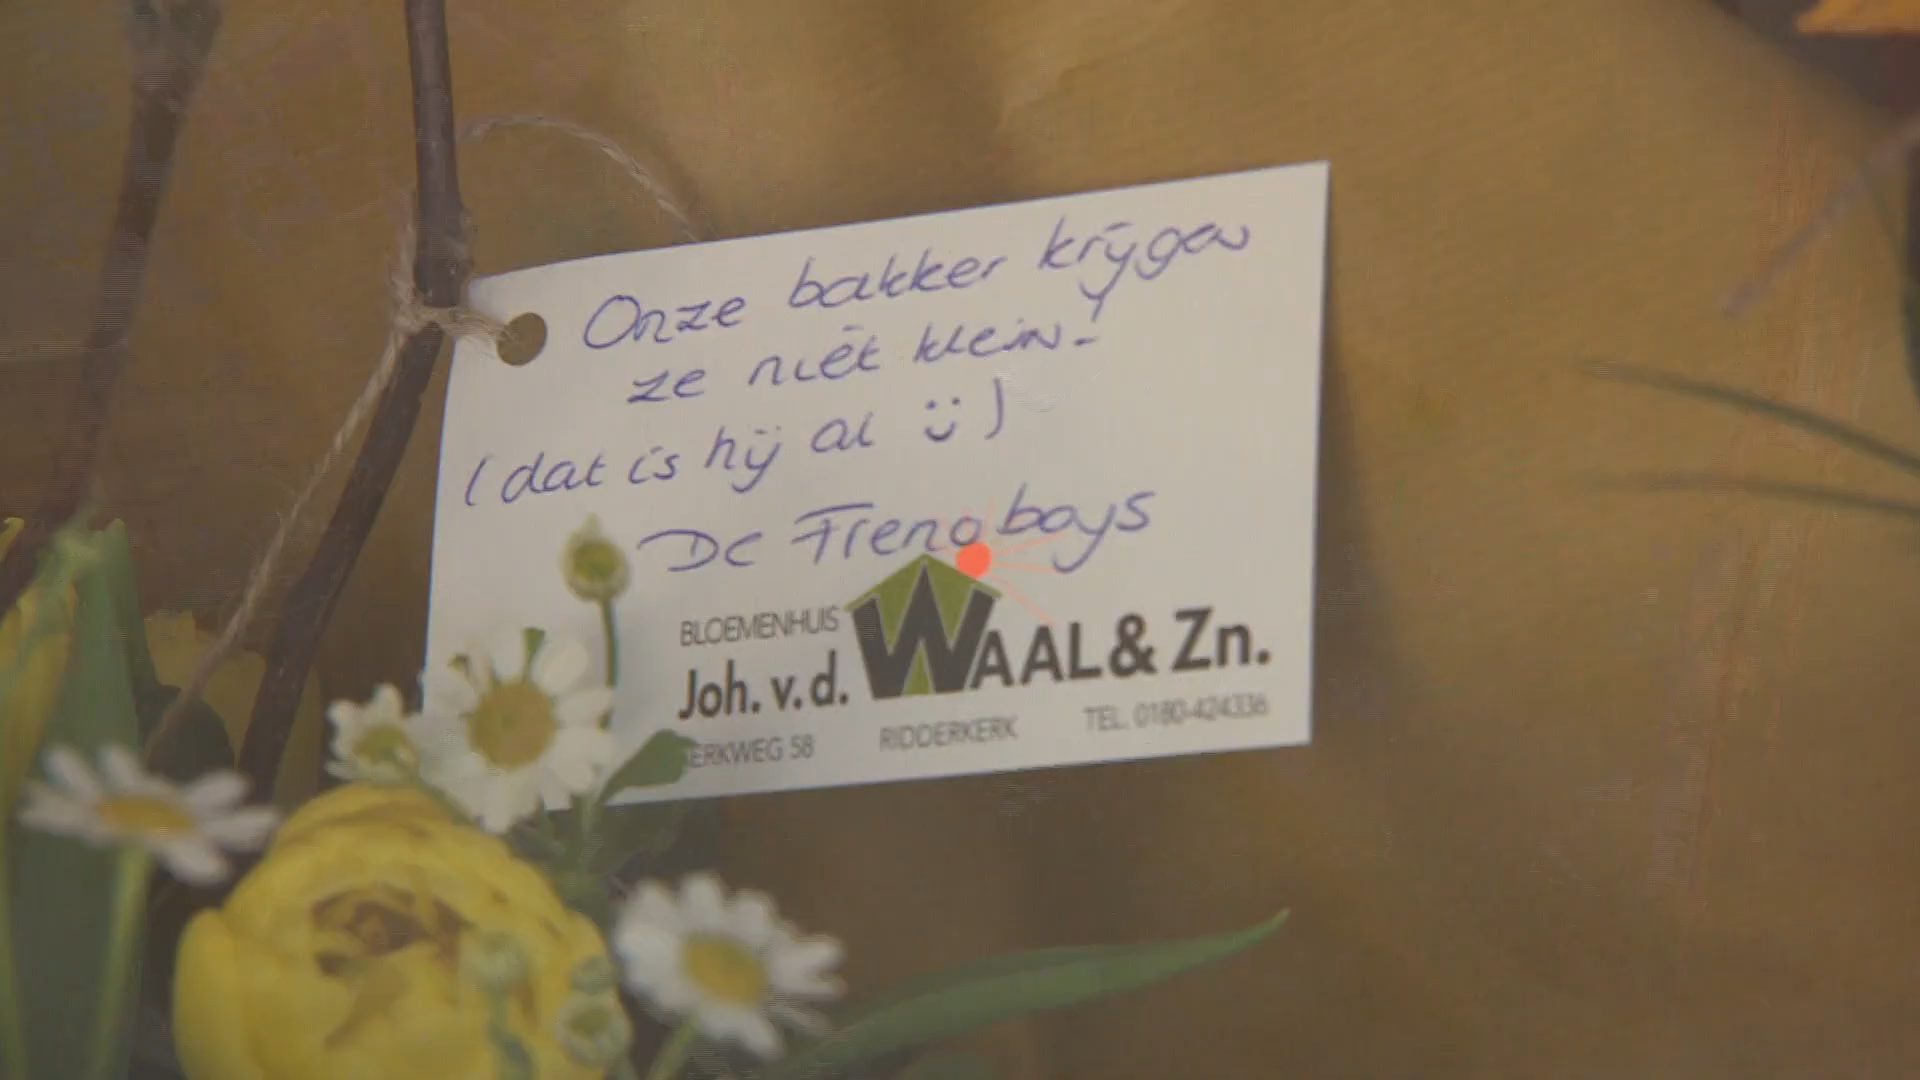 Onze bakker krijgen
ze niet klein!
(dat is hij al ü)
De Frenoboys
BLOEMENHUIS
Joh. v.d. WAAL & Zn.
ERKWEG 58 RIDDERKERK TEL. 0180-424336